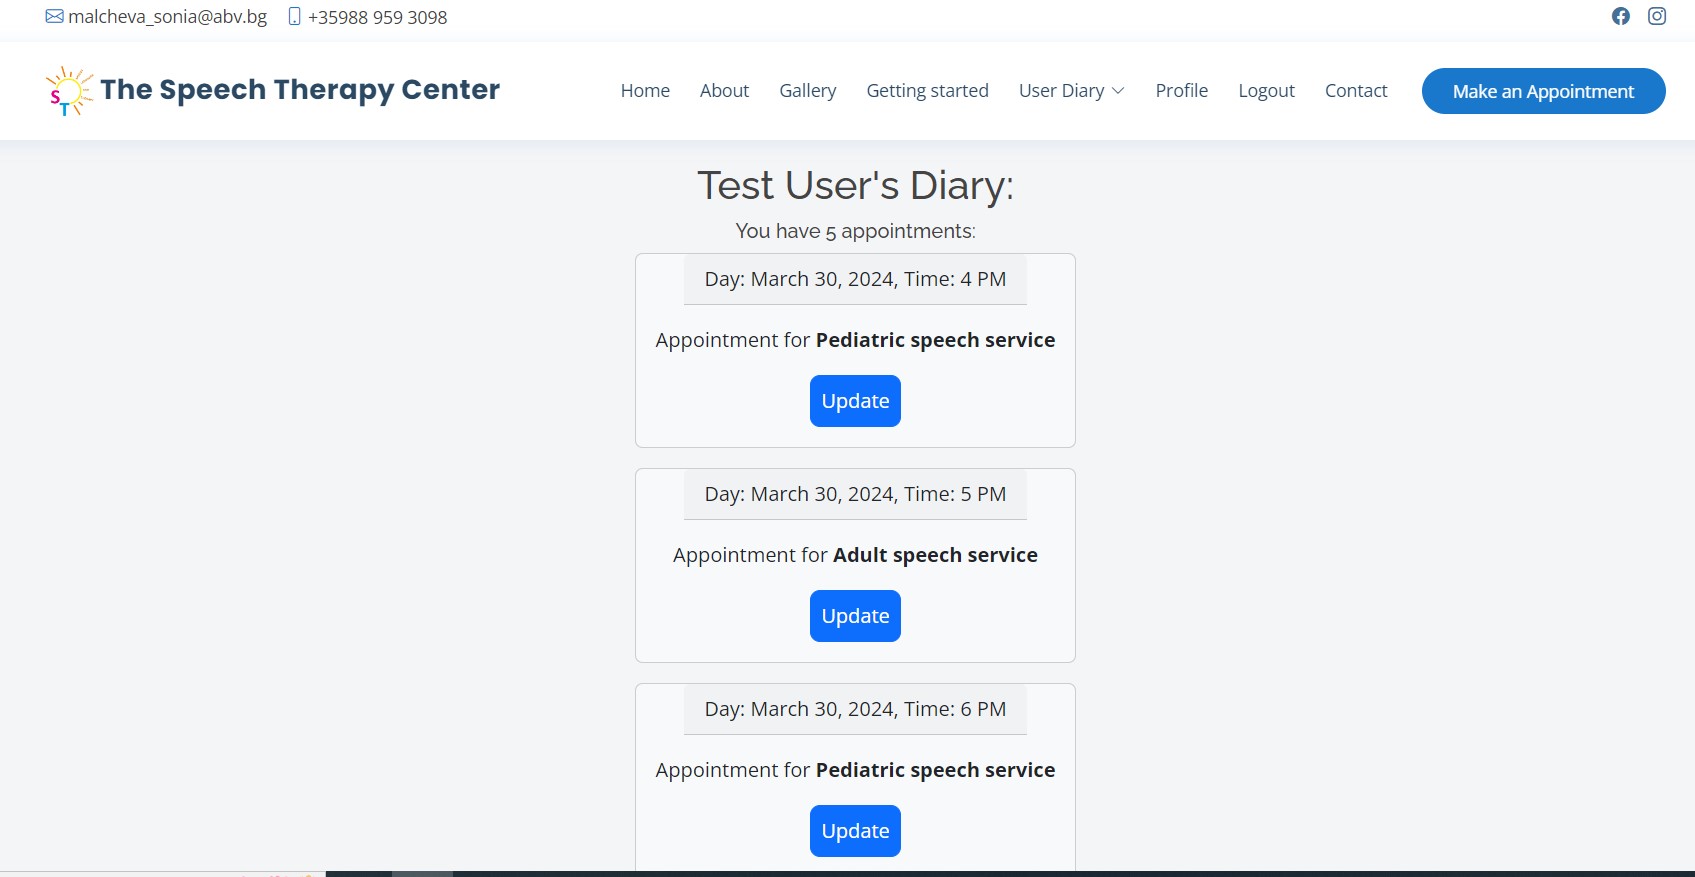 malcheva_sonia@abv.bg +35988 959 3098
ST The Speech Therapy Center Home About Gallery Getting started User Diary Profile Logout Contact Make an Appointment
Test User's Diary:
You have 5 appointments:
Day: March 30, 2024, Time: 4 PM
Appointment for Pediatric speech service
Update
Day: March 30, 2024, Time: 5 PM
Appointment for Adult speech service
Update
Day: March 30, 2024, Time: 6 PM
Appointment for Pediatric speech service
Update